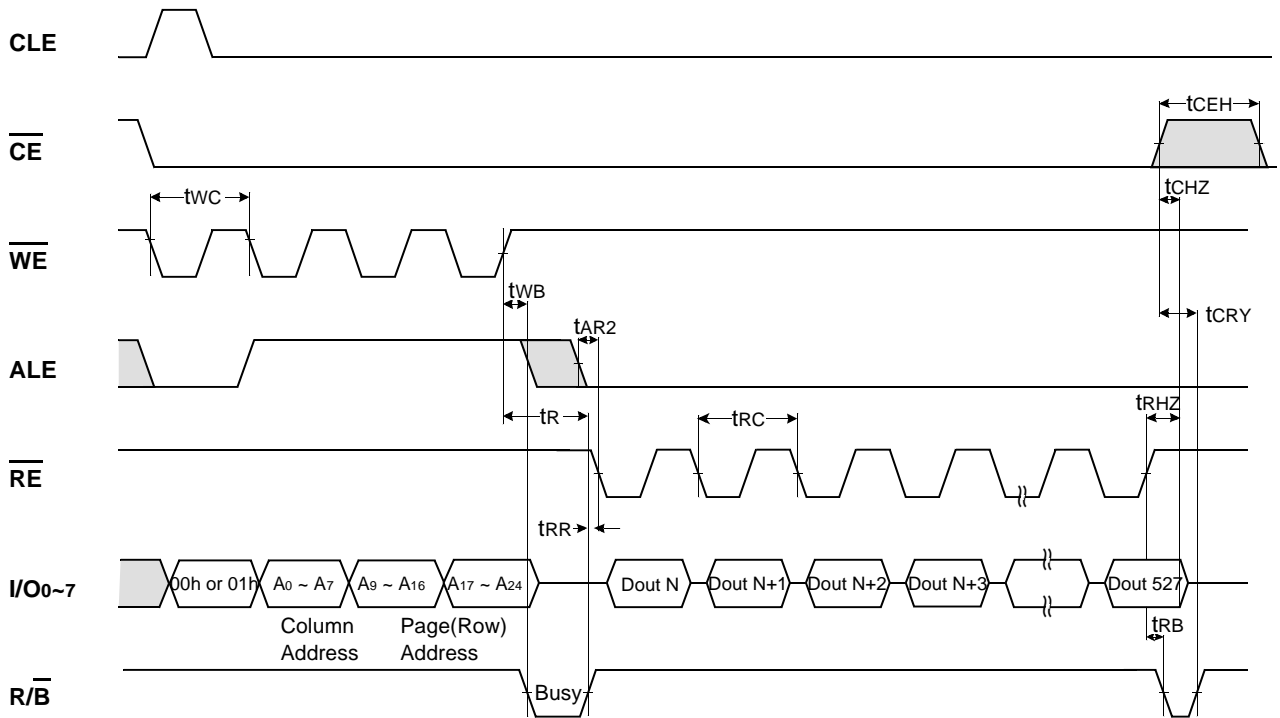 CLE
tCEH
CE
tCHZ
tWC
WE
tWB
tCRY
tAR2
ALE
tRHZ
tR
tRC
RE
tRR
I/O0~7
00h or 01h
A0 ~ A7
A9 ~ A16
A17 ~ A24
Dout N
Dout N+1
Dout N+2
Dout N+3
Dout 527
Column
Address
Page(Row)
Address
tRB
R/B
Busy